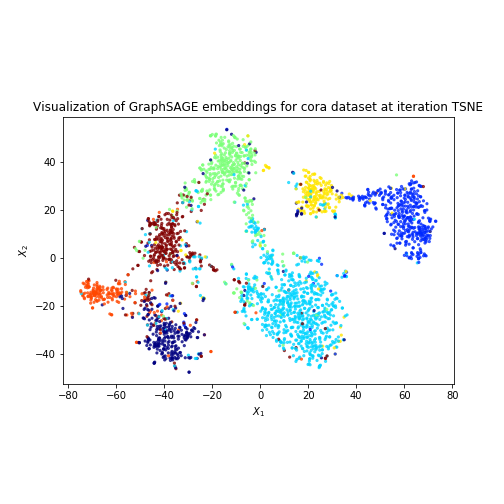 Visualization of GraphSAGE embeddings for cora dataset at iteration TSNE
X₂
40
20
0
−20
−40
−80 −60 −40 −20 0 20 40 60 80
X₁